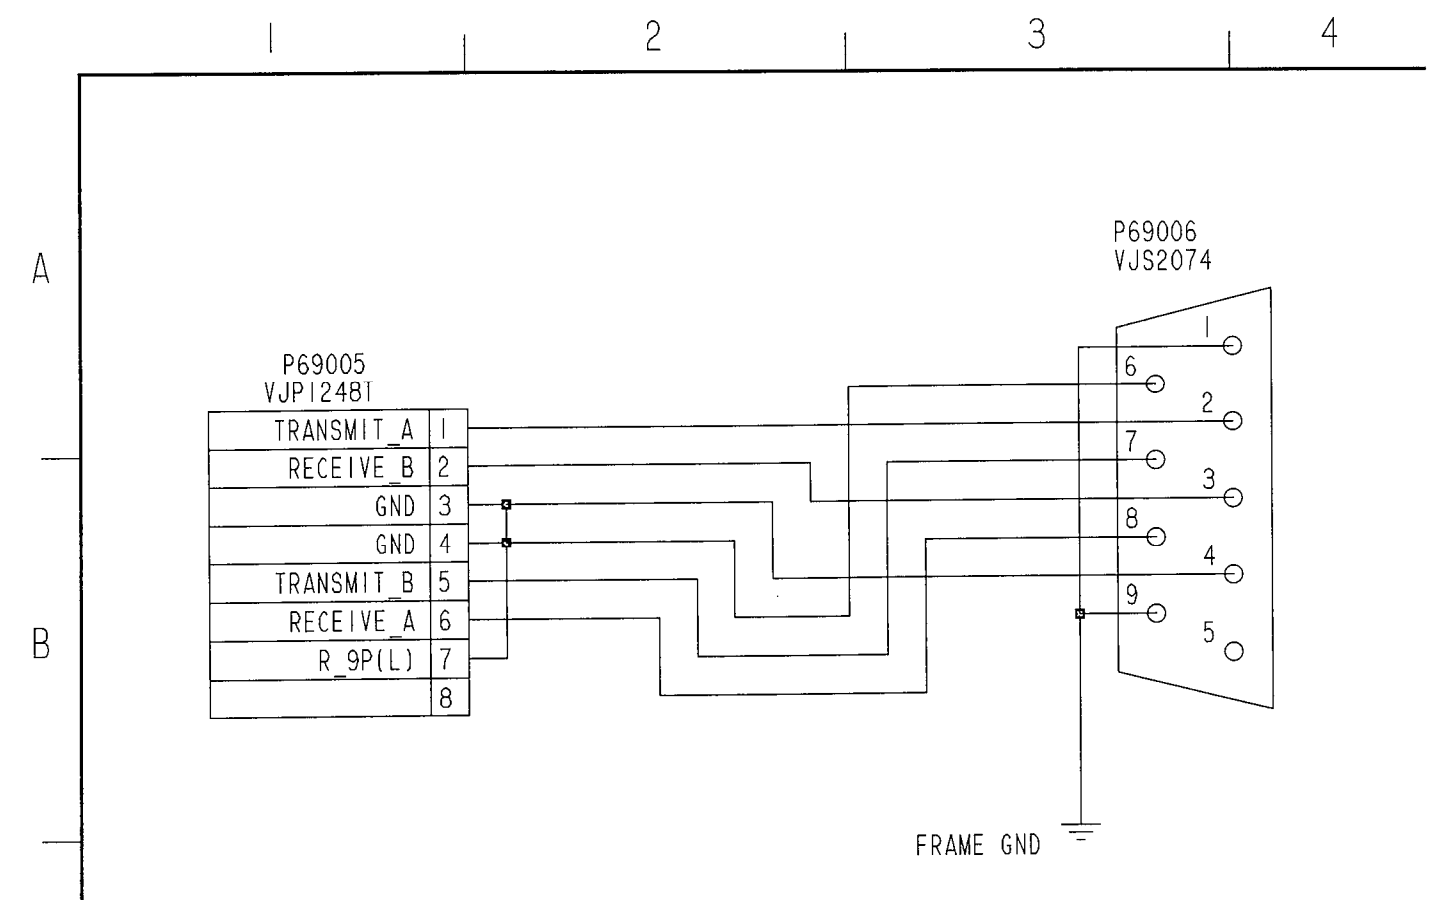 1 2 3 4
A
B
P69005
VJP1248T
TRANSMIT_A 1
RECEIVE_B 2
GND 3
GND 4
TRANSMIT_B 5
RECEIVE_A 6
R_9P(L) 7
8
P69006
VJS2074
1
6
2
7
3
8
4
9
5
FRAME GND